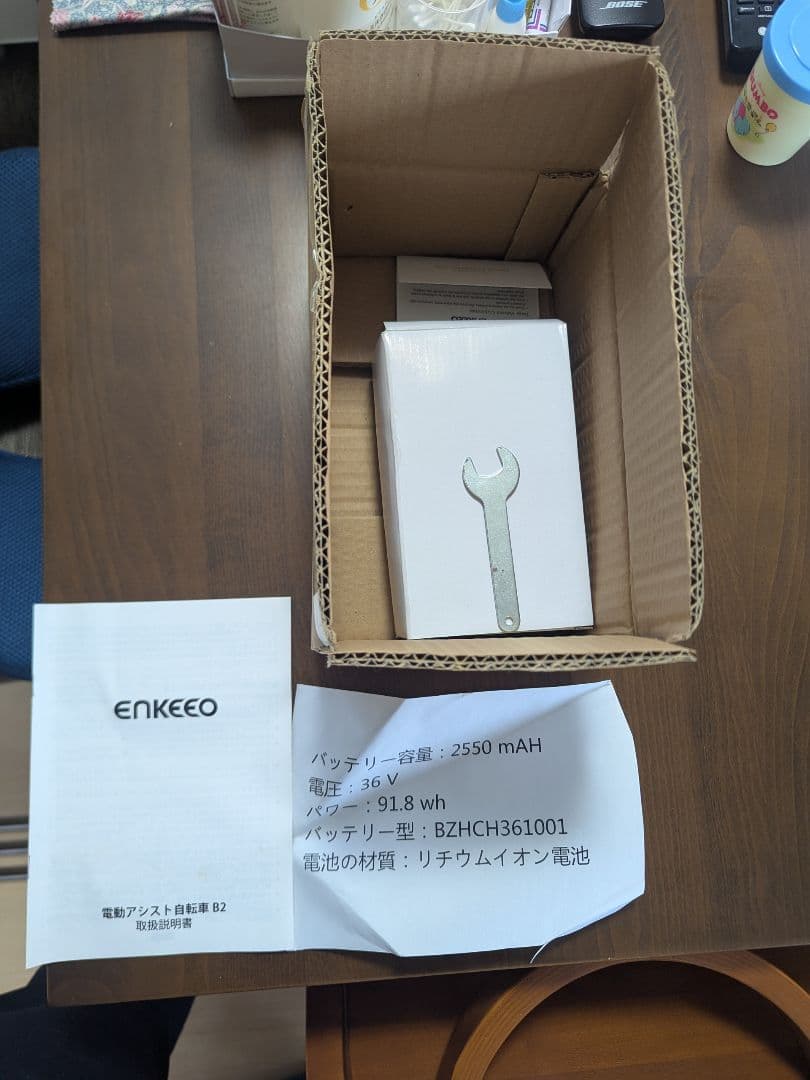 BOSE
ENKEEO
ENKEEO
電動アシスト自転車 B2
取扱説明書
バッテリー容量：2550 mAH
電圧：36 V
パワー：91.8 wh
バッテリー型：BZHCH361001
電池の材質：リチウムイオン電池